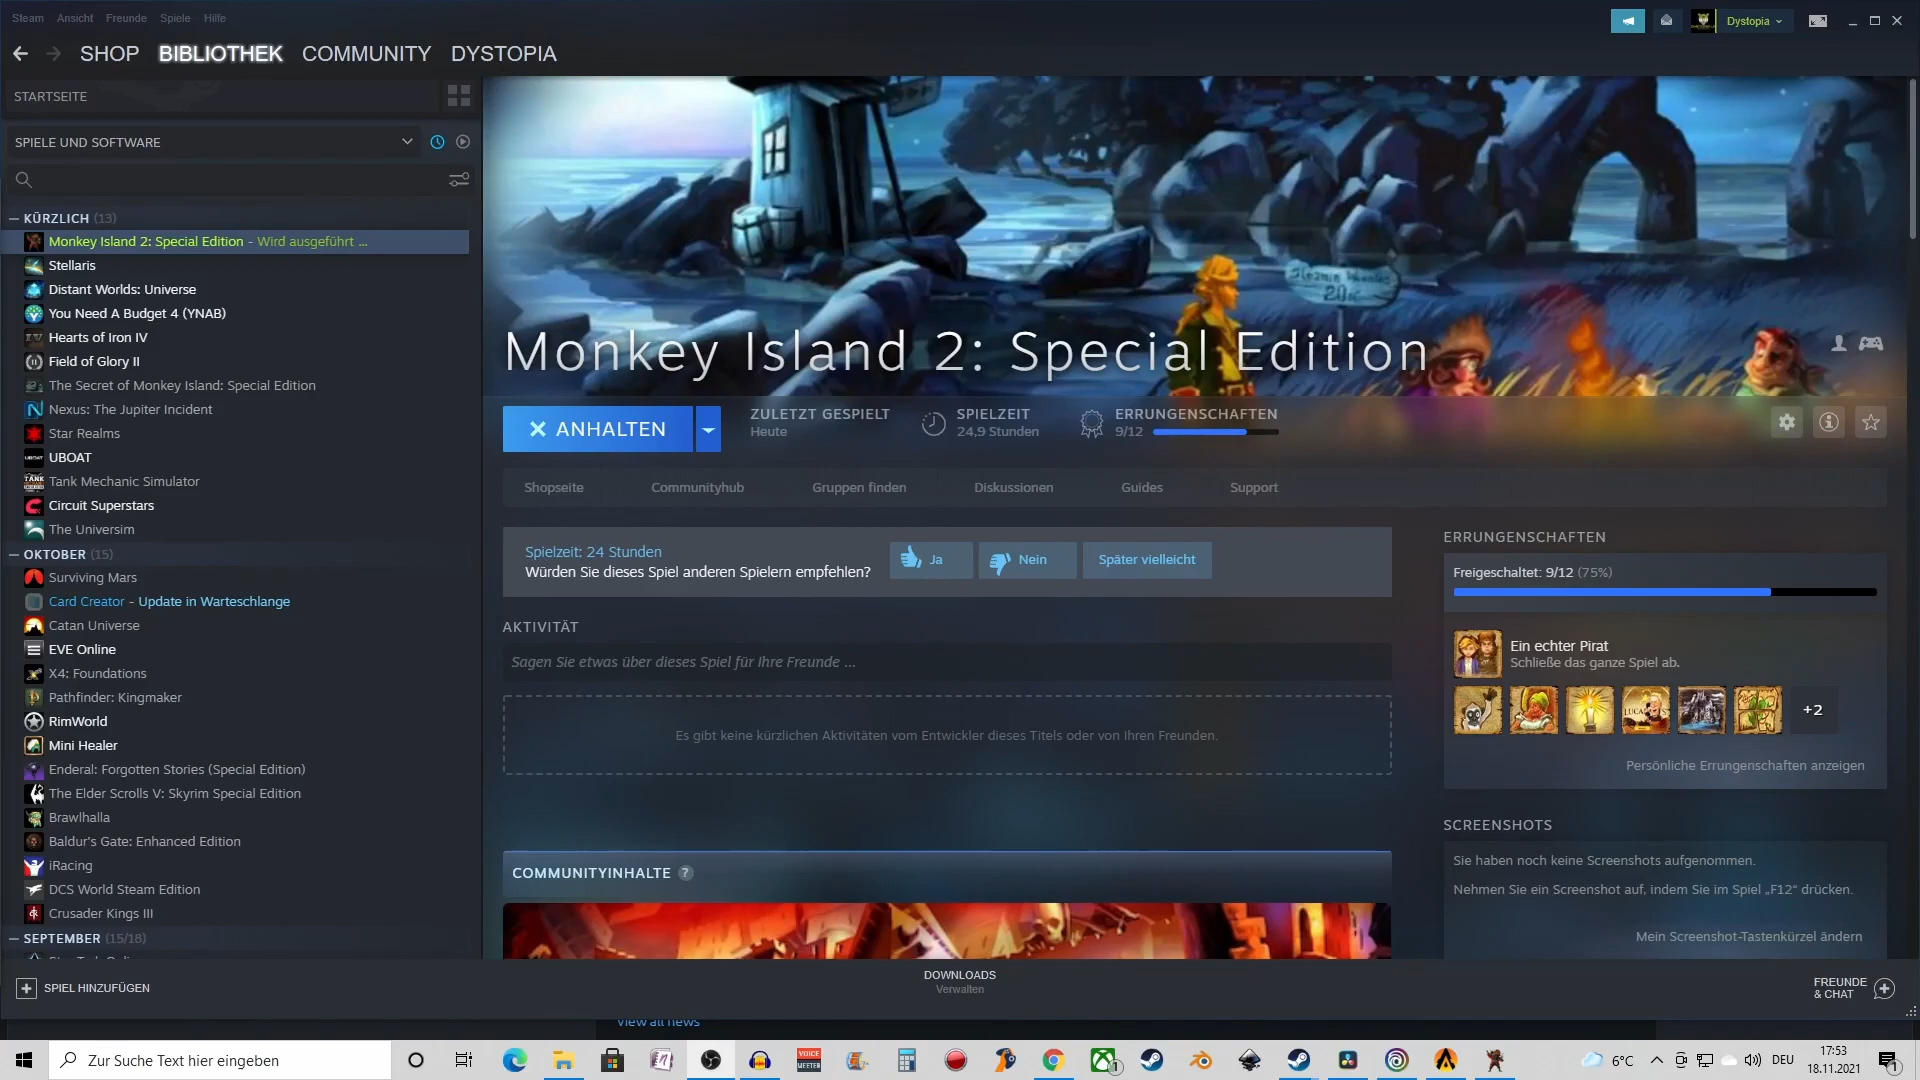 Steam Ansicht Freunde Spiele Hilfe
Dystopia
SHOP BIBLIOTHEK COMMUNITY DYSTOPIA
STARTSEITE
SPIELE UND SOFTWARE
KÜRZLICH (13)
Monkey Island 2: Special Edition - Wird ausgeführt ...
Stellaris
Distant Worlds: Universe
You Need A Budget 4 (YNAB)
Hearts of Iron IV
Field of Glory II
The Secret of Monkey Island: Special Edition
Nexus: The Jupiter Incident
Star Realms
UBOAT
Tank Mechanic Simulator
Circuit Superstars
The Universim
OKTOBER (15)
Surviving Mars
Card Creator - Update in Warteschlange
Catan Universe
EVE Online
X4: Foundations
Pathfinder: Kingmaker
RimWorld
Mini Healer
Enderal: Forgotten Stories (Special Edition)
The Elder Scrolls V: Skyrim Special Edition
Brawlhalla
Baldur's Gate: Enhanced Edition
iRacing
DCS World Steam Edition
Crusader Kings III
SEPTEMBER (15/18)
SPIEL HINZUFÜGEN
20
Monkey Island 2: Special Edition
ANHALTEN
ZULETZT GESPIELT
Heute
SPIELZEIT
24,9 Stunden
ERRUNGENSCHAFTEN
9/12
Shopseite Communityhub Gruppen finden Diskussionen Guides Support
Spielzeit: 24 Stunden
Würden Sie dieses Spiel anderen Spielern empfehlen?
Ja Nein Später vielleicht
AKTIVITÄT
Sagen Sie etwas über dieses Spiel für Ihre Freunde ...
Es gibt keine kürzlichen Aktivitäten vom Entwickler dieses Titels oder von Ihren Freunden.
COMMUNITYINHALTE ?
ERRUNGENSCHAFTEN
Freigeschaltet: 9/12 (75%)
Ein echter Pirat
Schließe das ganze Spiel ab.
LUCAS
+2
Persönliche Errungenschaften anzeigen
SCREENSHOTS
Sie haben noch keine Screenshots aufgenommen.
Nehmen Sie ein Screenshot auf, indem Sie im Spiel „F12“ drücken.
Mein Screenshot-Tastenkürzel ändern
DOWNLOADS
Verwalten
FREUNDE
& CHAT
View all news
Zur Suche Text hier eingeben
VOICE
MEETER
1
6°C
DEU
17:53
18.11.2021
1